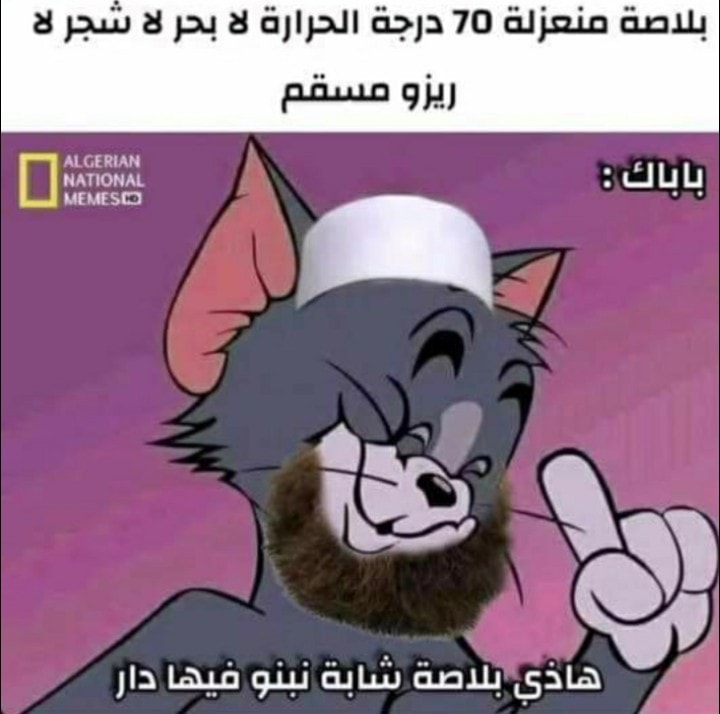 بلاصة منعزلة 70 درجة الحرارة لا بحر لا شجر لا
ريزو مسقم
ALGERIAN
NATIONAL
MEMES HD
باباك :
هاذي بلاصة شابة نبنو فيها دار